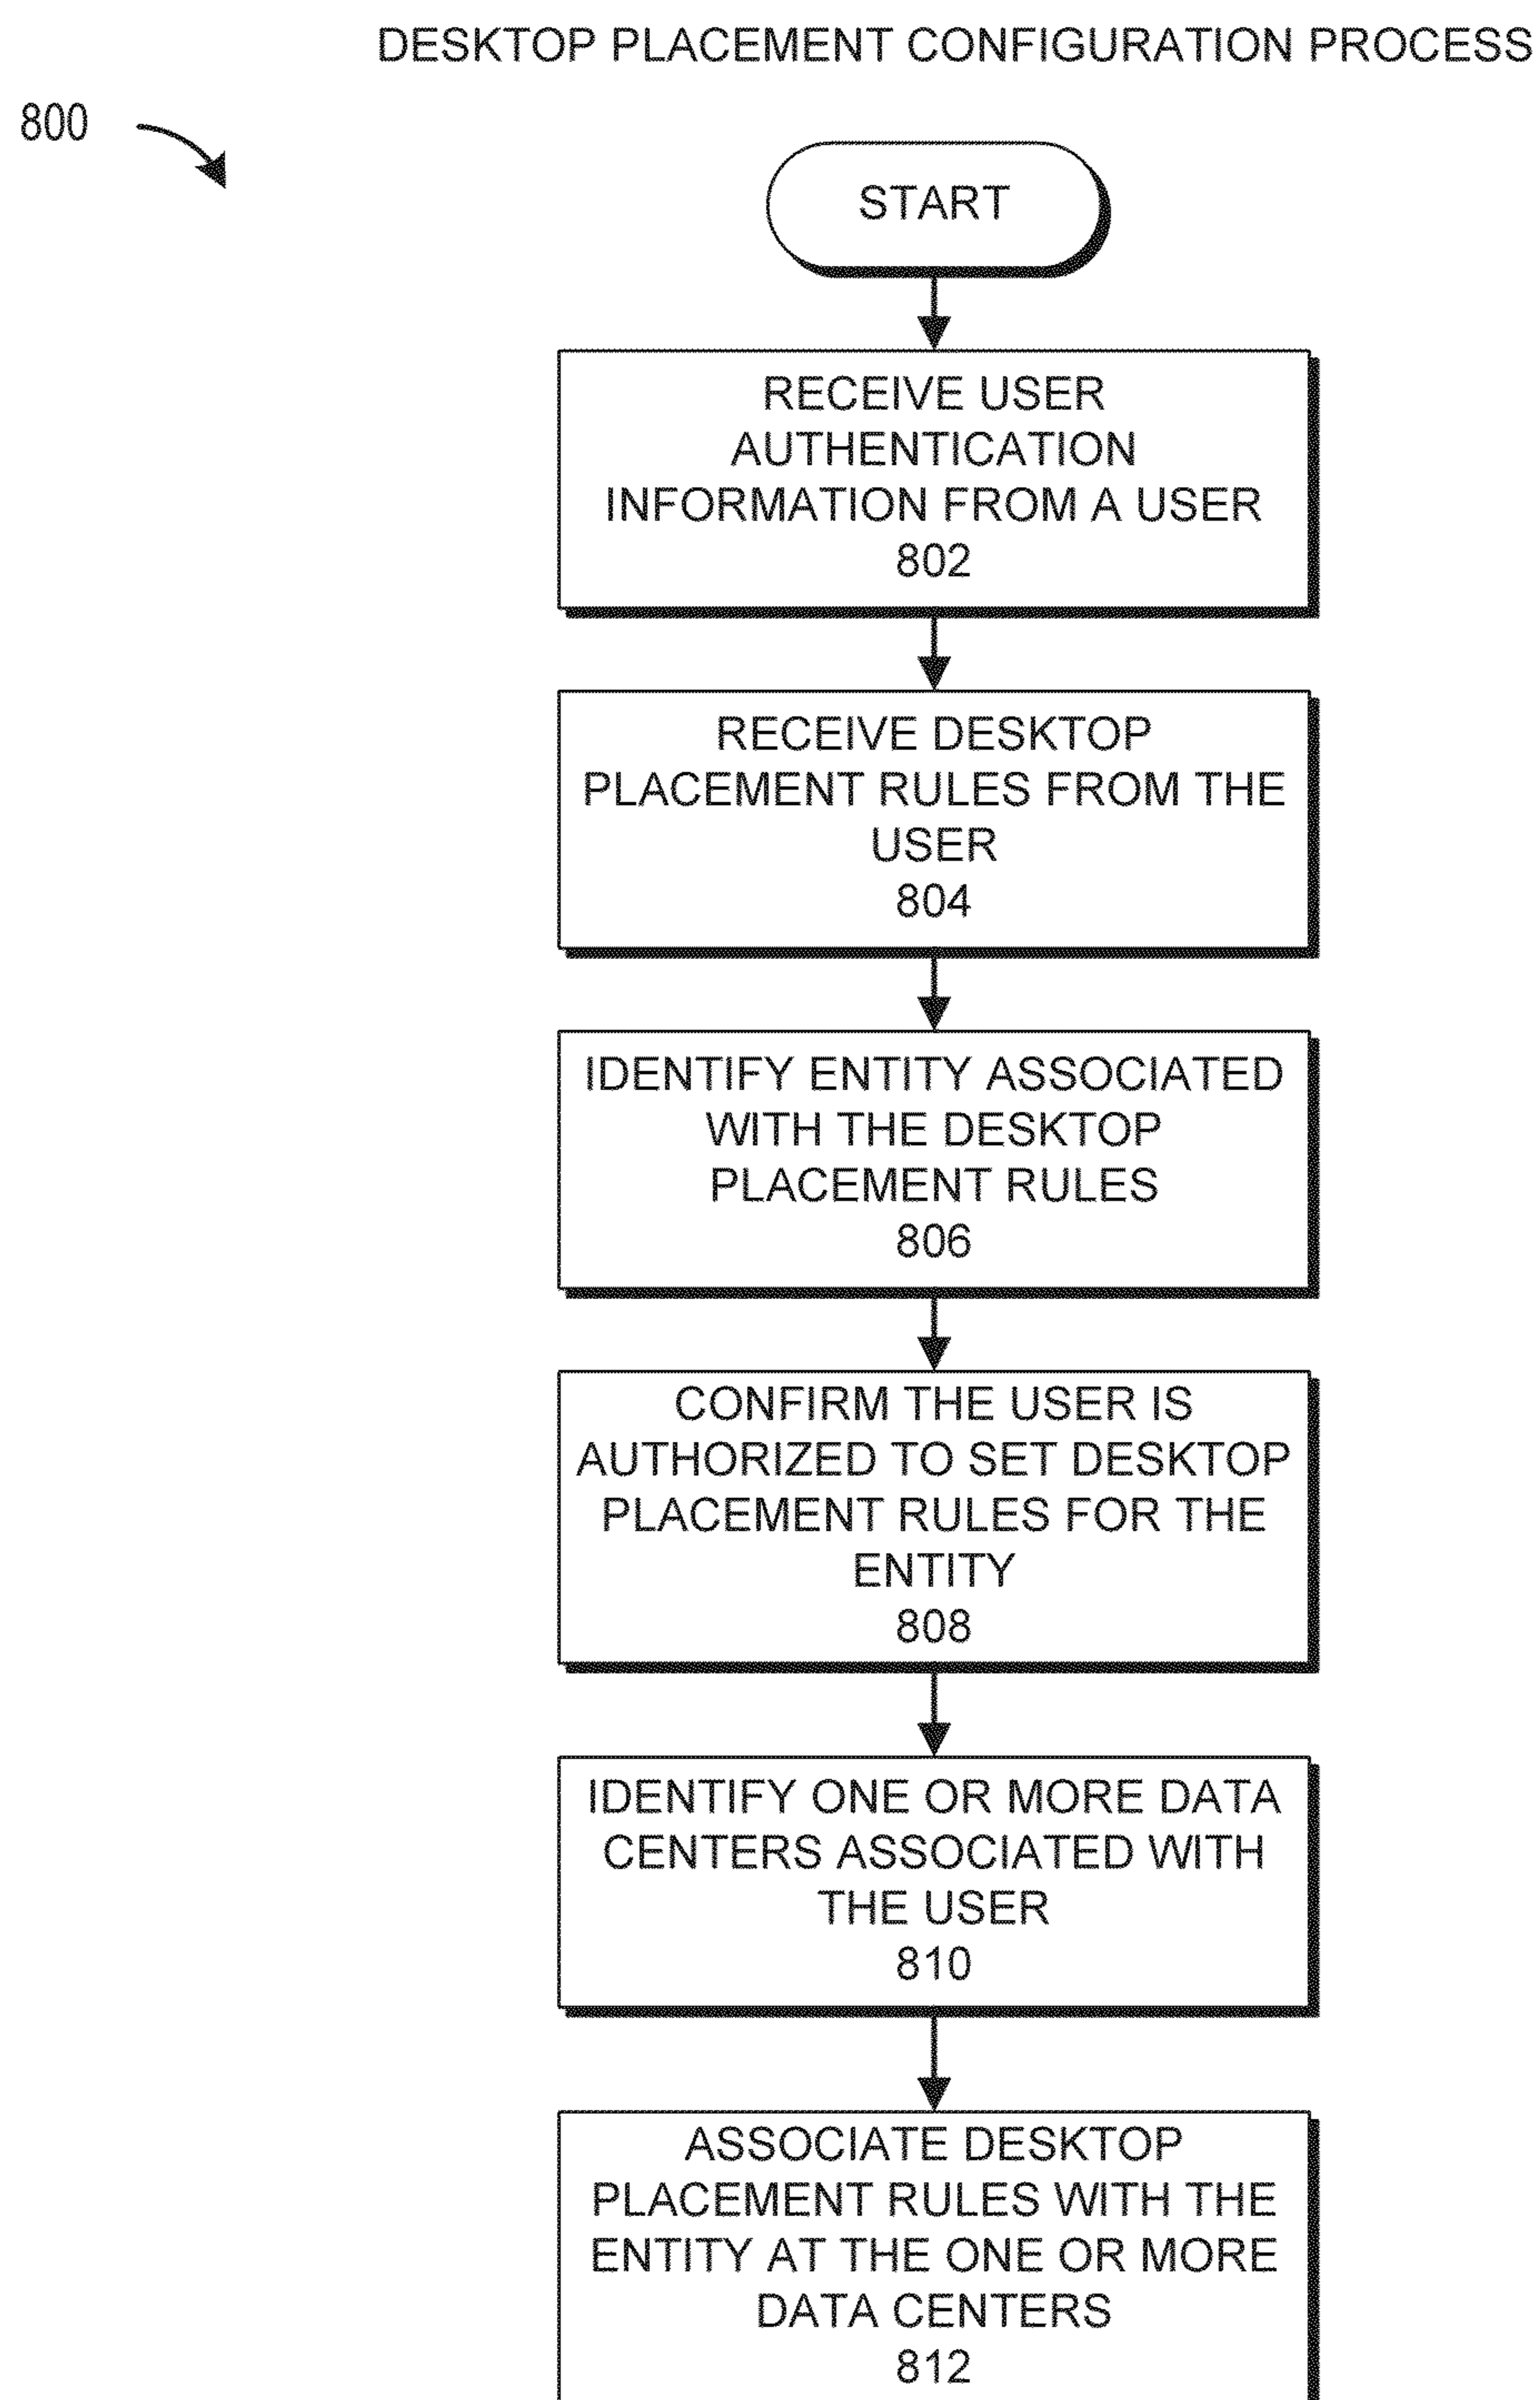 DESKTOP PLACEMENT CONFIGURATION PROCESS
800
START
RECEIVE USER
AUTHENTICATION
INFORMATION FROM A USER
802
RECEIVE DESKTOP
PLACEMENT RULES FROM THE
USER
804
IDENTIFY ENTITY ASSOCIATED
WITH THE DESKTOP
PLACEMENT RULES
806
CONFIRM THE USER IS
AUTHORIZED TO SET DESKTOP
PLACEMENT RULES FOR THE
ENTITY
808
IDENTIFY ONE OR MORE DATA
CENTERS ASSOCIATED WITH
THE USER
810
ASSOCIATE DESKTOP
PLACEMENT RULES WITH THE
ENTITY AT THE ONE OR MORE
DATA CENTERS
812